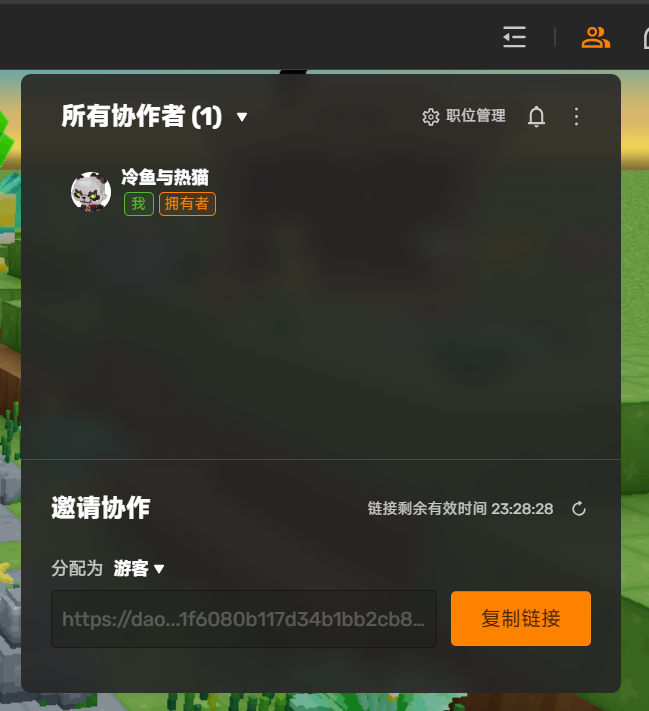 所有协作者 (1) ▼
职位管理
冷鱼与热猫
我 拥有者
邀请协作
链接剩余有效时间 23:28:28
分配为 游客 ▼
https://dao...1f6080b117d34b1bb2cb8...
复制链接